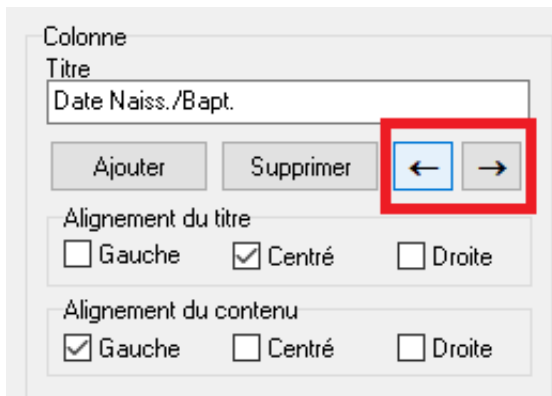 Colonne
Titre
Date Naiss./Bapt.
Ajouter Supprimer ← →
Alignement du titre
Gauche Centré Droite
Alignement du contenu
Gauche Centré Droite